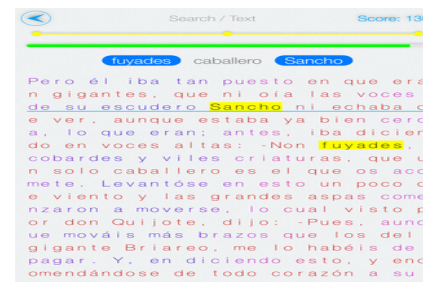 Search / Text
Score: 130
fuyades caballero Sancho
Pero él iba tan puesto en que era
n gigantes, que ni oía las voces
de su escudero Sancho ni echaba d
e ver, aunque estaba ya bien cerc
a, lo que eran; antes, iba dicien
do en voces altas: -Non fuyades,
cobardes y viles criaturas, que u
n solo caballero es el que os aco
mete. Levantóse en esto un poco d
e viento y las grandes aspas come
nzaron a moverse, lo cual visto p
or don Quijote, dijo: -Pues, aunq
ue mováis más brazos que los del
gigante Briareo, me lo habéis de
pagar. Y, en diciendo esto, y enc
omendándose de todo corazón a su